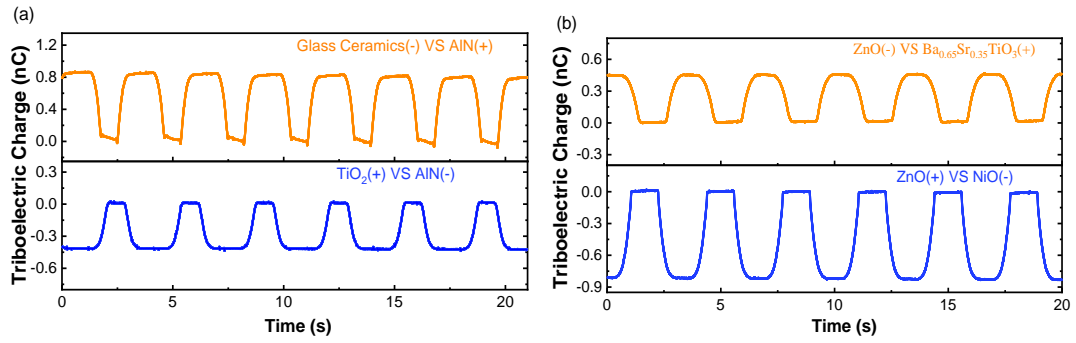 (a)
Glass Ceramics(-) VS AlN(+)
1.2
0.8
0.4
0.0
TiO2(+) VS AlN(-)
0.3
0.0
-0.3
-0.6
Triboelectric Charge (nC)
0 5 10 15 20
Time (s)
(b)
ZnO(-) VS Ba0.65Sr0.35TiO3(+)
0.6
0.3
0.0
-0.3
ZnO(+) VS NiO(-)
0.0
-0.3
-0.6
-0.9
Triboelectric Charge (nC)
0 5 10 15 20
Time (s)